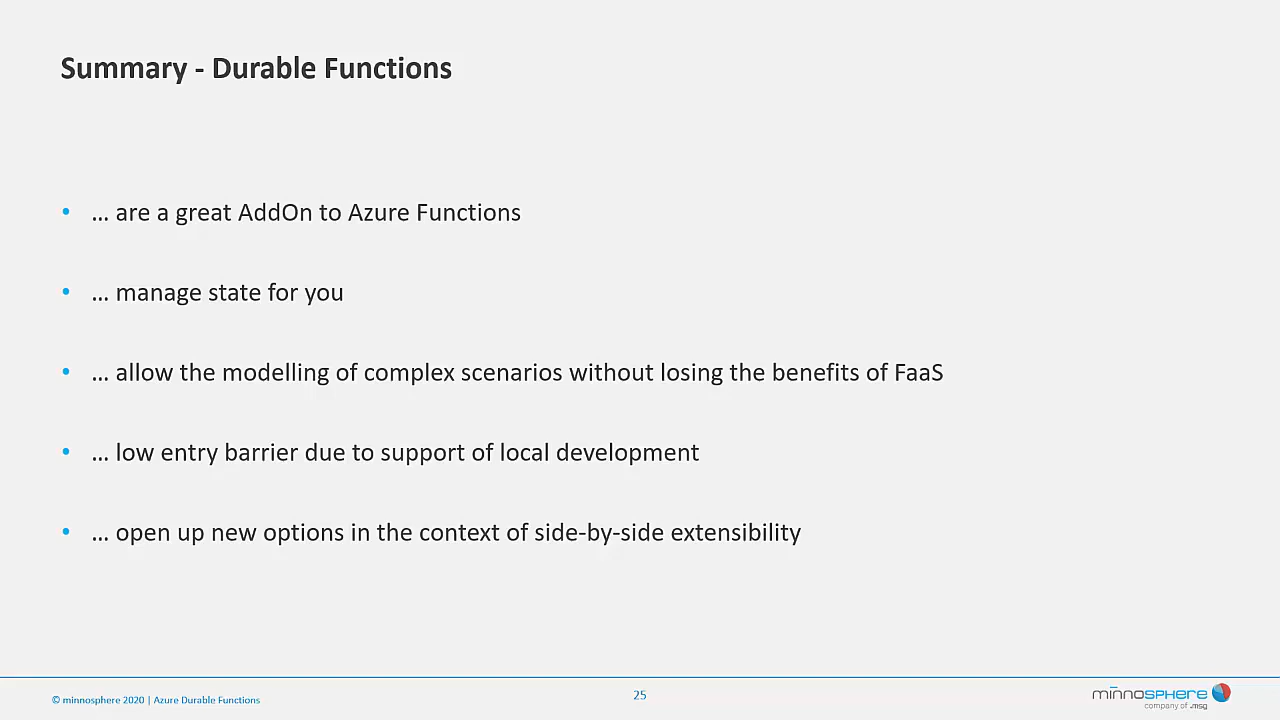 Summary - Durable Functions
• … are a great AddOn to Azure Functions
• … manage state for you
• … allow the modelling of complex scenarios without losing the benefits of FaaS
• … low entry barrier due to support of local development
• … open up new options in the context of side-by-side extensibility
© minnosphere 2020 | Azure Durable Functions
25
minnosphere
company of .msg